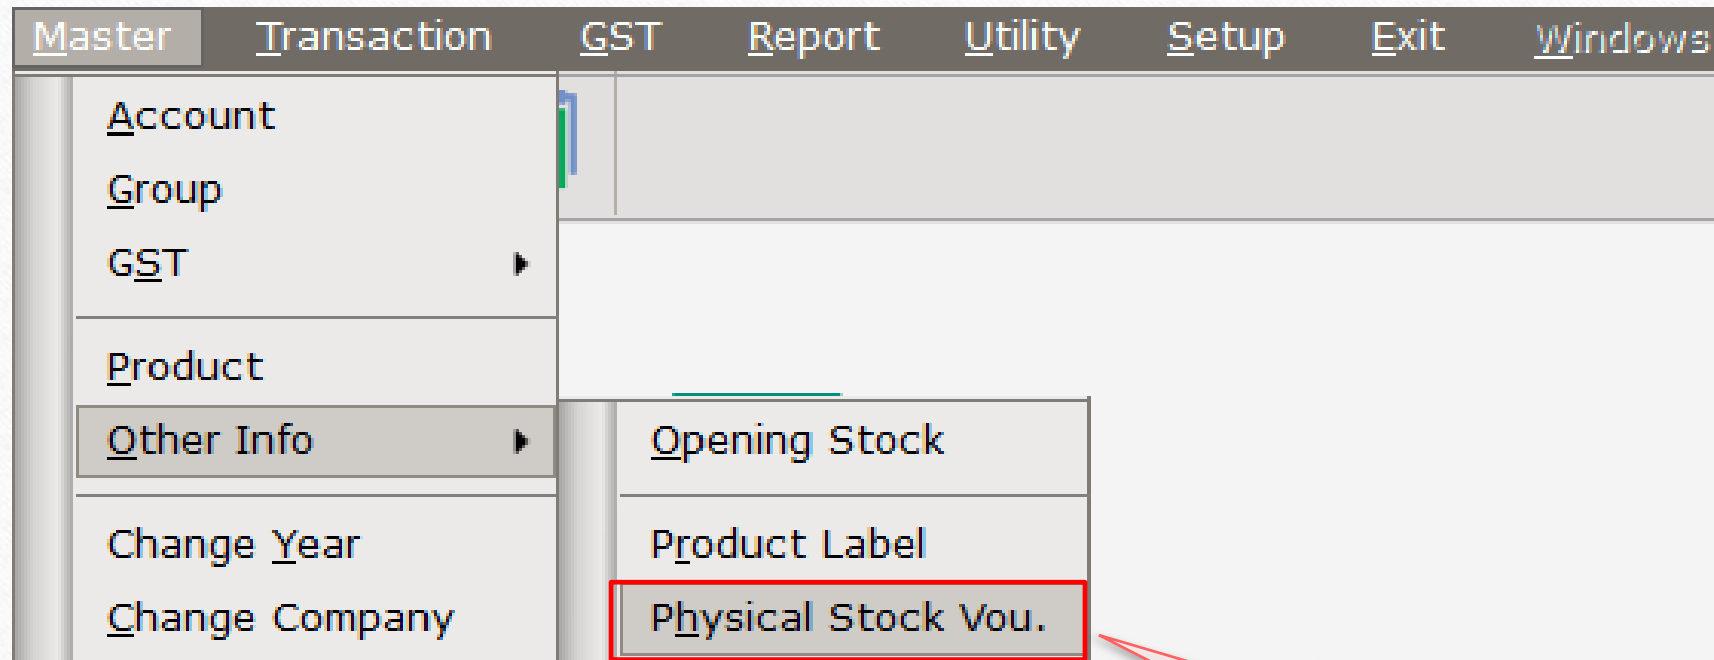 Master Transaction GST Report Utility Setup Exit Windows
Account
Group
GST
Product
Other Info
Change Year
Change Company
Opening Stock
Product Label
Physical Stock Vou.